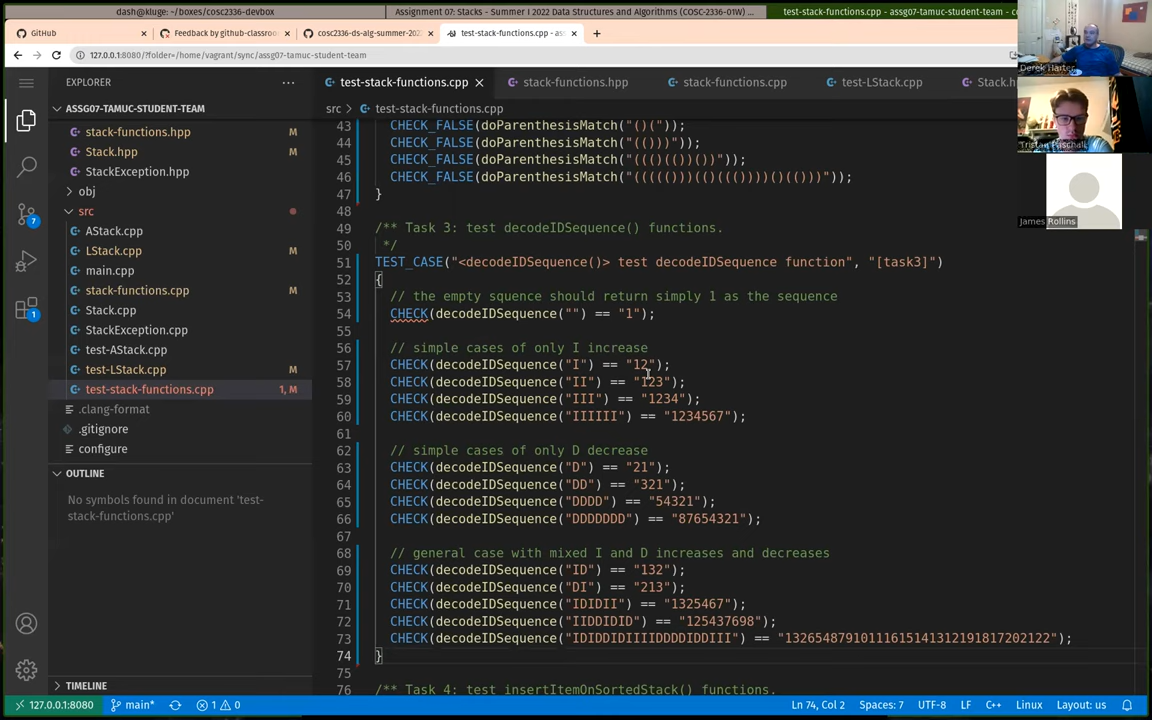 dash@kluge: ~/boxes/cosc2336-devbox
Assignment 07: Stacks - Summer I 2022 Data Structures and Algorithms (COSC-2336-01W)
test-stack-functions.cpp - assg07-tamuc-student-team
GitHub
Feedback by github-classroo
cosc2336-ds-alg-summer-202
test-stack-functions.cpp - as
127.0.0.1:8080/?folder=/home/vagrant/sync/assg07-tamuc-student-team
Derek Harter
Tristan Paschall
James Rollins
EXPLORER
ASSG07-TAMUC-STUDENT-TEAM
stack-functions.hpp M
Stack.hpp M
StackException.hpp
obj
src
AStack.cpp
LStack.cpp M
main.cpp
stack-functions.cpp M
Stack.cpp
StackException.cpp
test-AStack.cpp
test-LStack.cpp M
test-stack-functions.cpp 1, M
.clang-format
.gitignore
configure
OUTLINE
No symbols found in document 'test-
stack-functions.cpp'
TIMELINE
7
1
test-stack-functions.cpp
stack-functions.hpp
stack-functions.cpp
test-LStack.cpp
Stack.h
src
test-stack-functions.cpp
43 CHECK_FALSE(doParenthesisMatch("()("));
44 CHECK_FALSE(doParenthesisMatch("(()))"));
45 CHECK_FALSE(doParenthesisMatch("((()(())())"));
46 CHECK_FALSE(doParenthesisMatch("((((()))(()((())))()(()))"));
47 }
48
49 /** Task 3: test decodeIDSequence() functions.
50 */
51 TEST_CASE("<decodeIDSequence()> test decodeIDSequence function", "[task3]")
52 {
53 // the empty squence should return simply 1 as the sequence
54 CHECK(decodeIDSequence("") == "1");
55
56 // simple cases of only I increase
57 CHECK(decodeIDSequence("I") == "12");
58 CHECK(decodeIDSequence("II") == "123");
59 CHECK(decodeIDSequence("III") == "1234");
60 CHECK(decodeIDSequence("IIIIII") == "1234567");
61
62 // simple cases of only D decrease
63 CHECK(decodeIDSequence("D") == "21");
64 CHECK(decodeIDSequence("DD") == "321");
65 CHECK(decodeIDSequence("DDDD") == "54321");
66 CHECK(decodeIDSequence("DDDDDDD") == "87654321");
67
68 // general case with mixed I and D increases and decreases
69 CHECK(decodeIDSequence("ID") == "132");
70 CHECK(decodeIDSequence("DI") == "213");
71 CHECK(decodeIDSequence("IDIDII") == "1325467");
72 CHECK(decodeIDSequence("IIDDIDID") == "125437698");
73 CHECK(decodeIDSequence("IDIDDIDIIIIDDDDIDDIII") == "13265487910111615141312191817202122");
74 }
75
76 /** Task 4: test insertItemOnSortedStack() functions.
127.0.0.1:8080
main*
1 0
Ln 74, Col 2
Spaces: 7
UTF-8
LF
C++
Linux
Layout: us